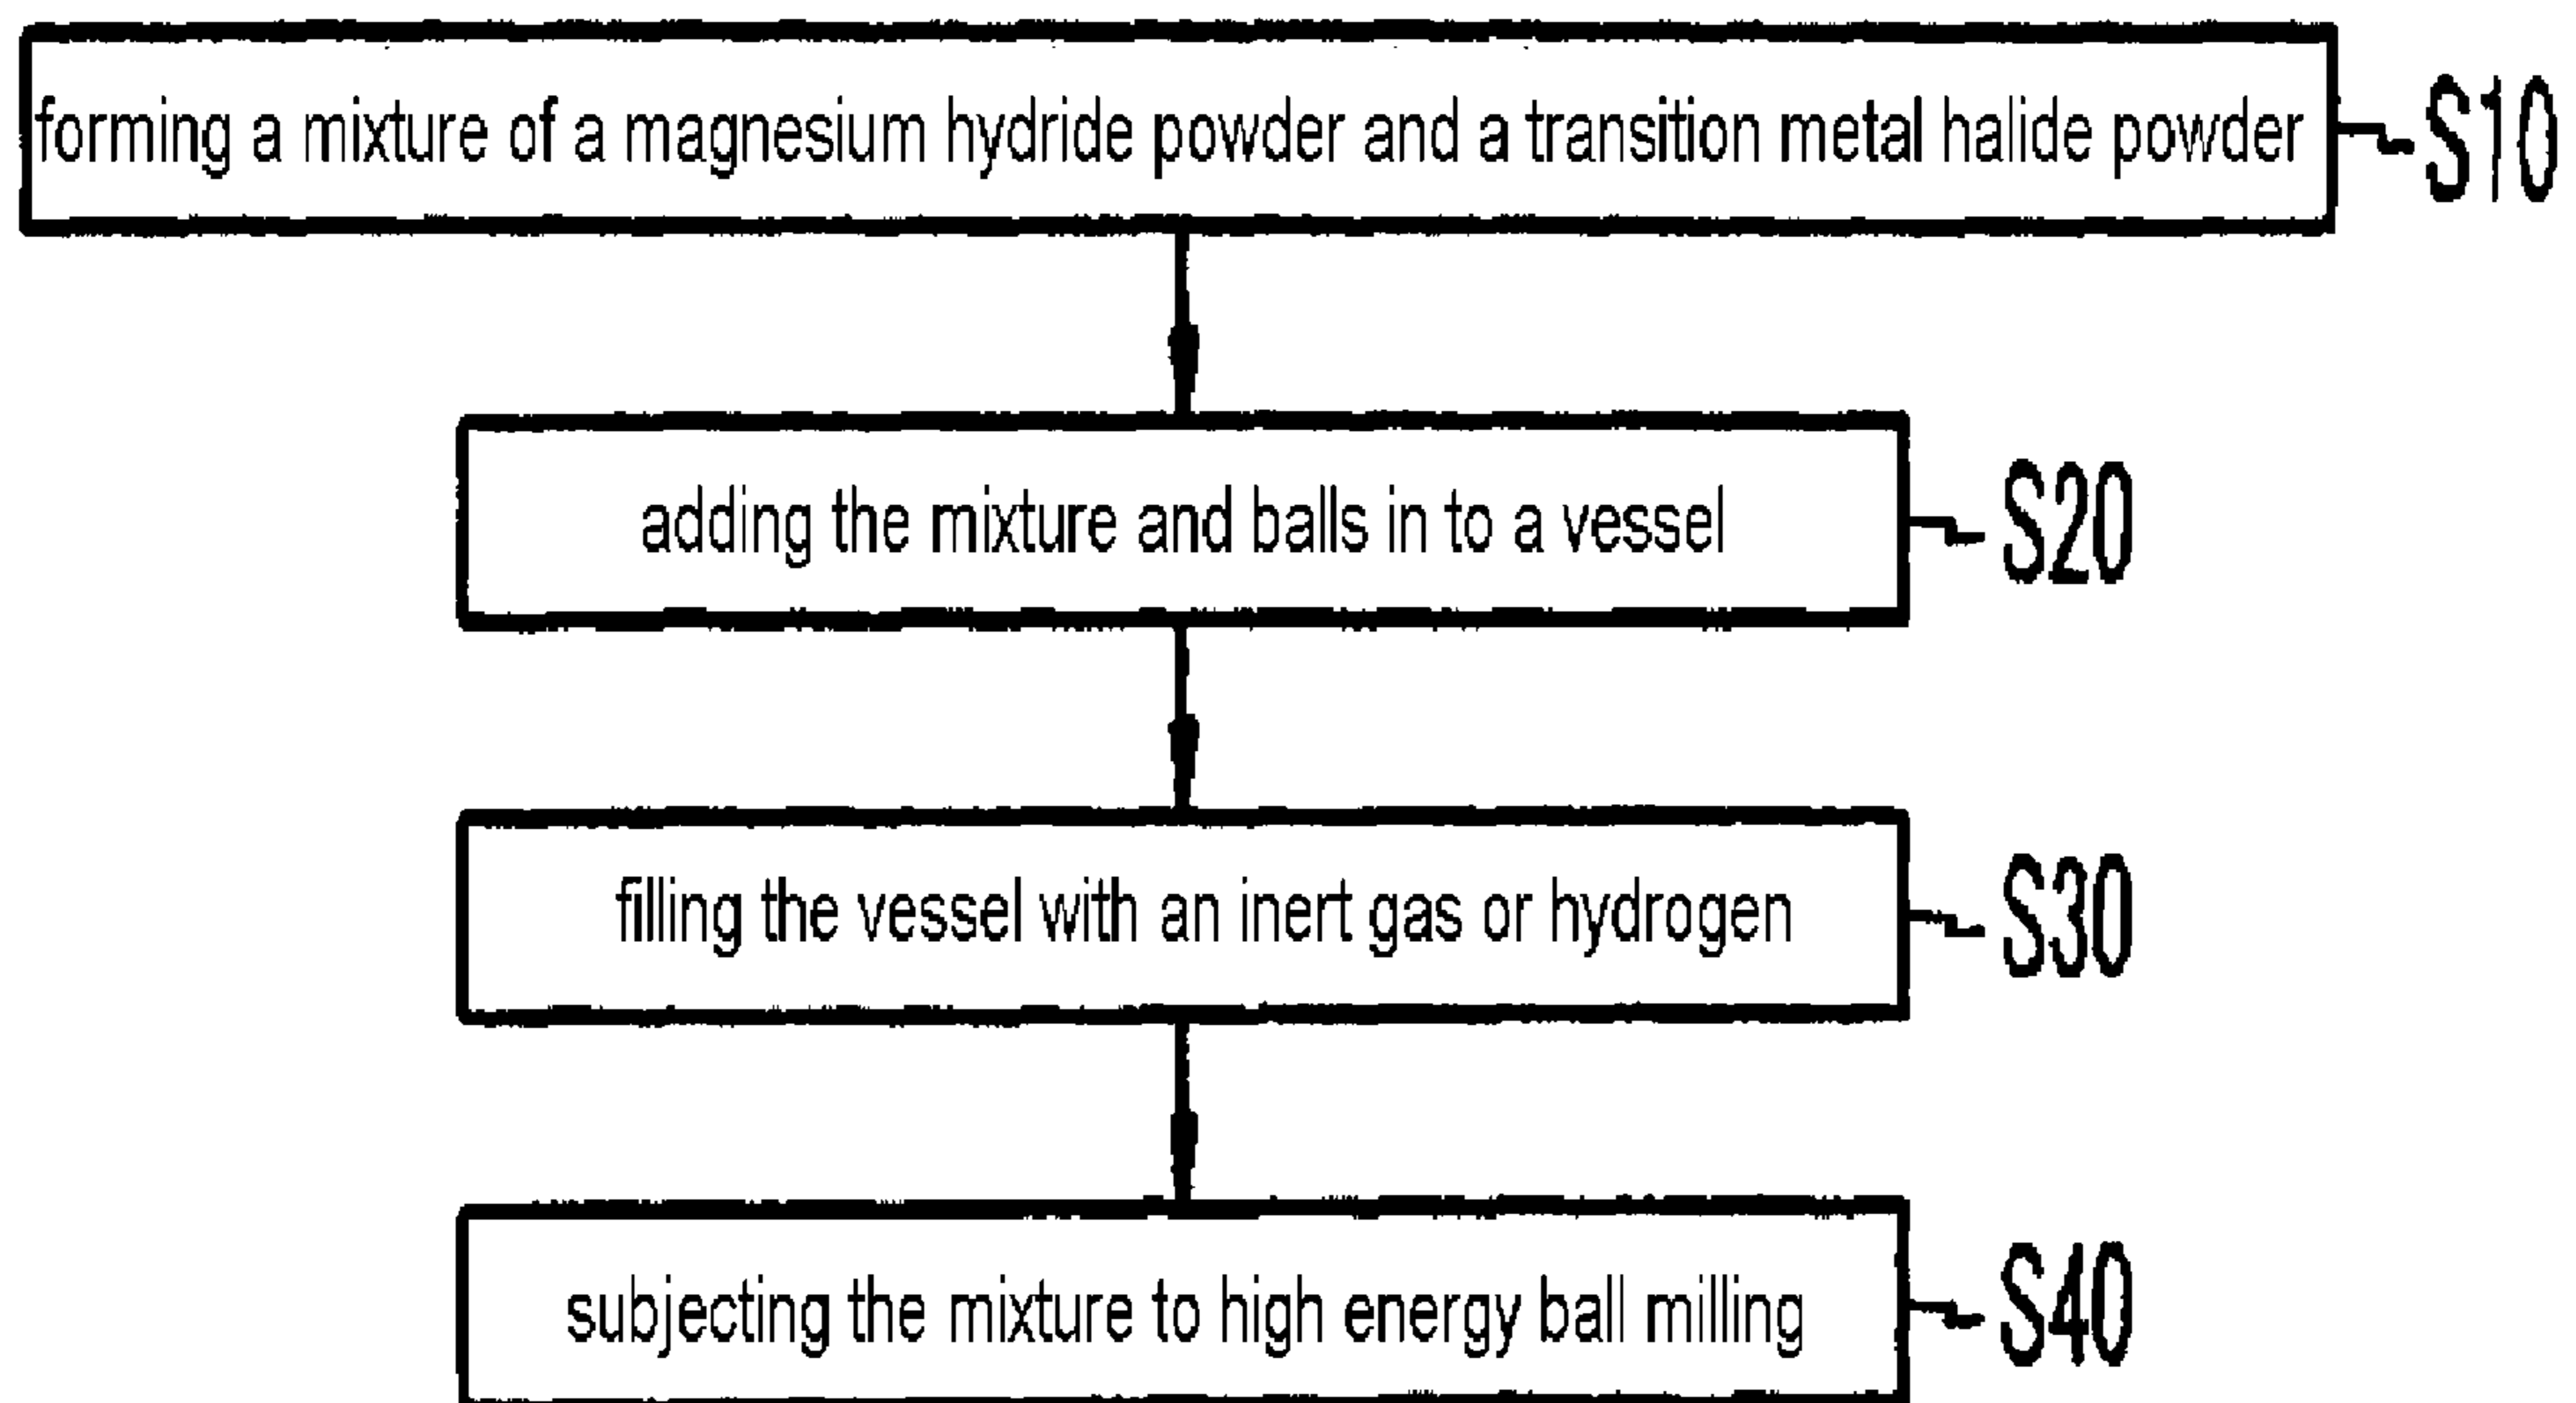 forming a mixture of a magnesium hydride powder and a transition metal halide powder S10
adding the mixture and balls in to a vessel S20
filling the vessel with an inert gas or hydrogen S30
subjecting the mixture to high energy ball milling S40